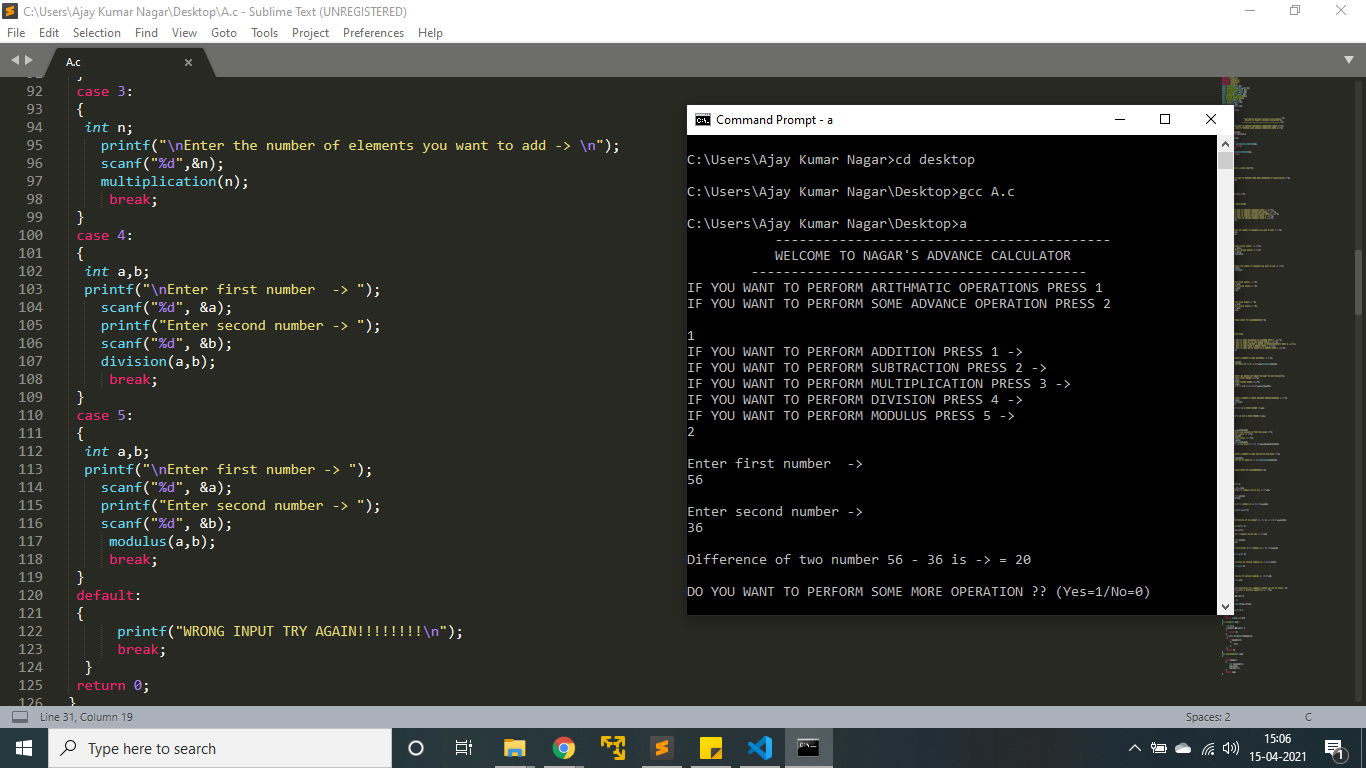 C:\Users\Ajay Kumar Nagar\Desktop\A.c - Sublime Text (UNREGISTERED)
File Edit Selection Find View Goto Tools Project Preferences Help
A.c
92 case 3:
93 {
94 int n;
95 printf("\nEnter the number of elements you want to add -> \n");
96 scanf("%d",&n);
97 multiplication(n);
98 break;
99 }
100 case 4:
101 {
102 int a,b;
103 printf("\nEnter first number  -> ");
104 scanf("%d", &a);
105 printf("Enter second number -> ");
106 scanf("%d", &b);
107 division(a,b);
108 break;
109 }
110 case 5:
111 {
112 int a,b;
113 printf("\nEnter first number -> ");
114 scanf("%d", &a);
115 printf("Enter second number -> ");
116 scanf("%d", &b);
117 modulus(a,b);
118 break;
119 }
120 default:
121 {
122 printf("WRONG INPUT TRY AGAIN!!!!!!!!\n");
123 break;
124 }
125 return 0;
126 }
Command Prompt - a
C:\Users\Ajay Kumar Nagar>cd desktop
C:\Users\Ajay Kumar Nagar\Desktop>gcc A.c
C:\Users\Ajay Kumar Nagar\Desktop>a
------------------------------------------
WELCOME TO NAGAR'S ADVANCE CALCULATOR
------------------------------------------
IF YOU WANT TO PERFORM ARITHMATIC OPERATIONS PRESS 1
IF YOU WANT TO PERFORM SOME ADVANCE OPERATION PRESS 2
1
IF YOU WANT TO PERFORM ADDITION PRESS 1 ->
IF YOU WANT TO PERFORM SUBTRACTION PRESS 2 ->
IF YOU WANT TO PERFORM MULTIPLICATION PRESS 3 ->
IF YOU WANT TO PERFORM DIVISION PRESS 4 ->
IF YOU WANT TO PERFORM MODULUS PRESS 5 ->
2
Enter first number  ->
56
Enter second number ->
36
Difference of two number 56 - 36 is -> = 20
DO YOU WANT TO PERFORM SOME MORE OPERATION ?? (Yes=1/No=0)
Line 31, Column 19
Spaces: 2
C
Type here to search
15:06
15-04-2021
1